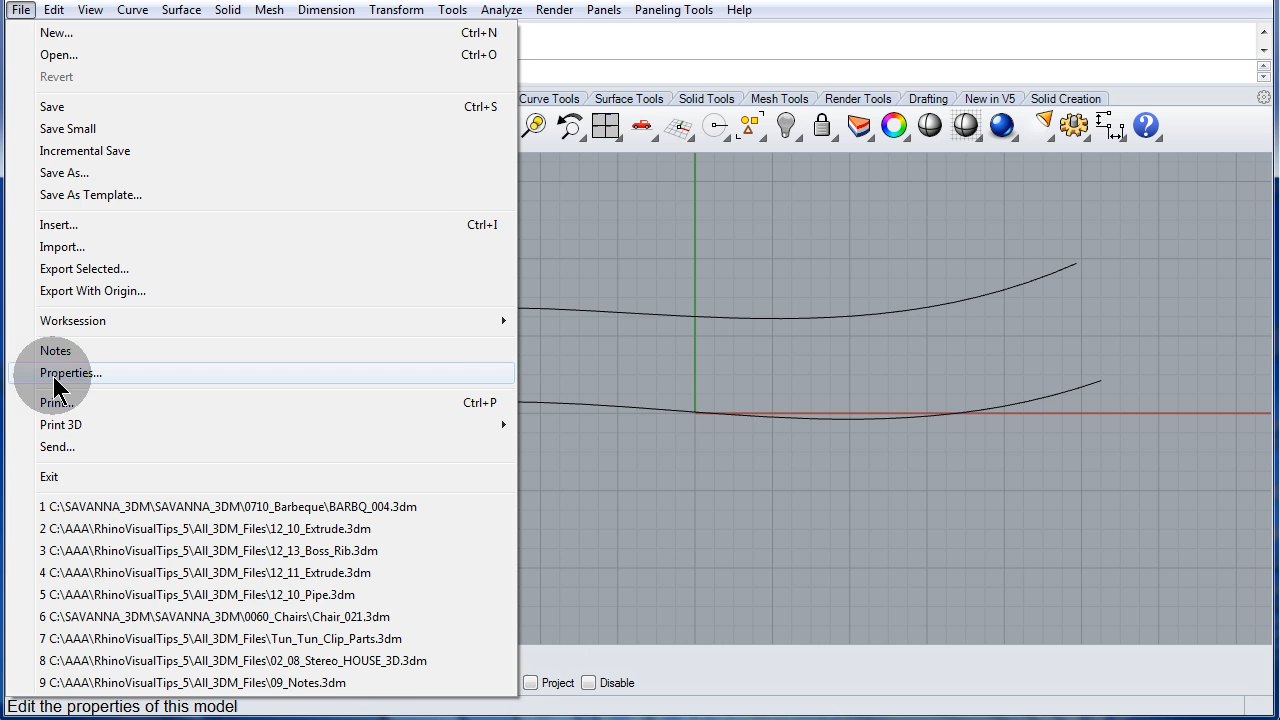 File Edit View Curve Surface Solid Mesh Dimension Transform Tools Analyze Render Panels Paneling Tools Help
New... Ctrl+N
Open... Ctrl+O
Revert
Save Ctrl+S
Save Small
Incremental Save
Save As...
Save As Template...
Insert... Ctrl+I
Import...
Export Selected...
Export With Origin...
Worksession
Notes
Properties...
Print... Ctrl+P
Print 3D
Send...
Exit
1 C:\SAVANNA_3DM\SAVANNA_3DM\0710_Barbeque\BARBQ_004.3dm
2 C:\AAA\RhinoVisualTips_5\All_3DM_Files\12_10_Extrude.3dm
3 C:\AAA\RhinoVisualTips_5\All_3DM_Files\12_13_Boss_Rib.3dm
4 C:\AAA\RhinoVisualTips_5\All_3DM_Files\12_11_Extrude.3dm
5 C:\AAA\RhinoVisualTips_5\All_3DM_Files\12_10_Pipe.3dm
6 C:\SAVANNA_3DM\SAVANNA_3DM\0060_Chairs\Chair_021.3dm
7 C:\AAA\RhinoVisualTips_5\All_3DM_Files\Tun_Tun_Clip_Parts.3dm
8 C:\AAA\RhinoVisualTips_5\All_3DM_Files\02_08_Stereo_HOUSE_3D.3dm
9 C:\AAA\RhinoVisualTips_5\All_3DM_Files\09_Notes.3dm
Curve Tools Surface Tools Solid Tools Mesh Tools Render Tools Drafting New in V5 Solid Creation
Project Disable
Edit the properties of this model